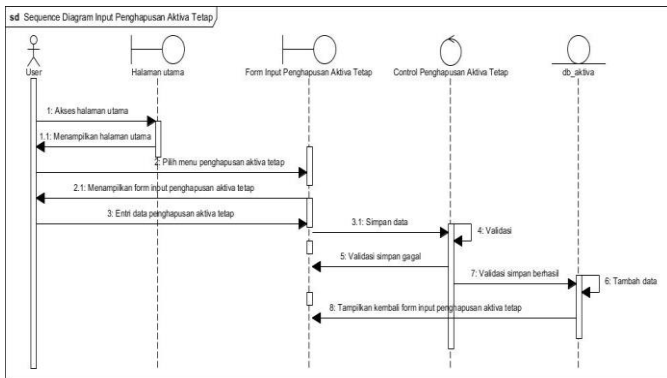 sd Sequence Diagram Input Penghapusan Aktiva Tetap
User
Halaman utama
Form Input Penghapusan Aktiva Tetap
Control Penghapusan Aktiva Tetap
db_aktiva
1: Akses halaman utama
1.1: Menampilkan halaman utama
2: Pilih menu penghapusan aktiva tetap
2.1: Menampilkan form input penghapusan aktiva tetap
3: Entri data penghapusan aktiva tetap
3.1: Simpan data
4: Validasi
5: Validasi simpan gagal
7: Validasi simpan berhasil
6: Tambah data
8: Tampilkan kembali form input penghapusan aktiva tetap